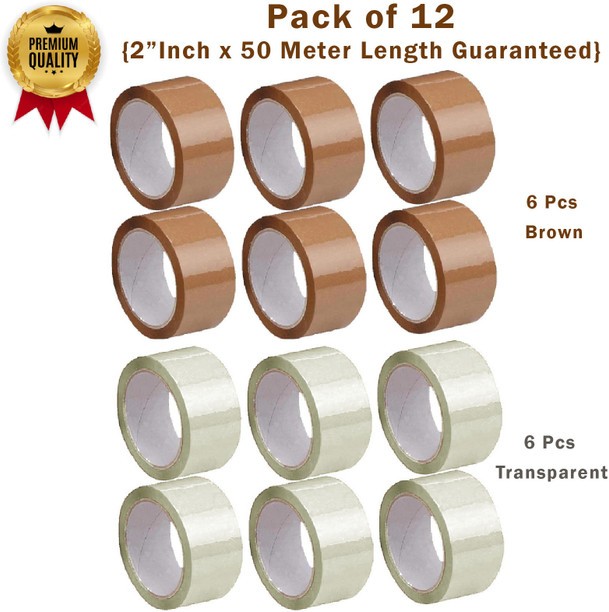 Pack of 12
{2”Inch x 50 Meter Length Guaranteed}
PREMIUM
QUALITY
6 Pcs
Brown
6 Pcs
Transparent